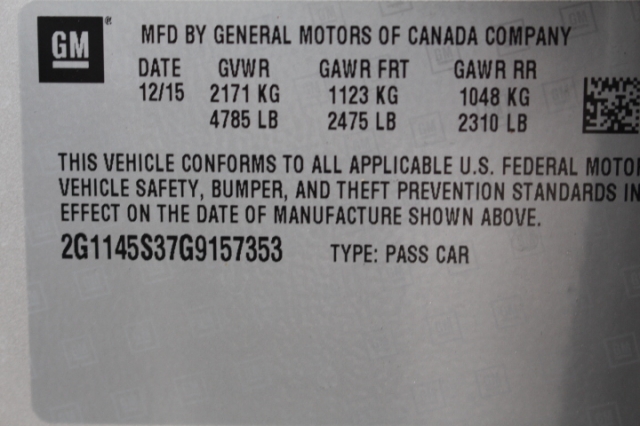 GM ® MFD BY GENERAL MOTORS OF CANADA COMPANY
DATE GVWR GAWR FRT GAWR RR
12/15 2171 KG 1123 KG 1048 KG
4785 LB 2475 LB 2310 LB
THIS VEHICLE CONFORMS TO ALL APPLICABLE U.S. FEDERAL MOTO
VEHICLE SAFETY, BUMPER, AND THEFT PREVENTION STANDARDS IN
EFFECT ON THE DATE OF MANUFACTURE SHOWN ABOVE.
2G1145S37G9157353 TYPE: PASS CAR